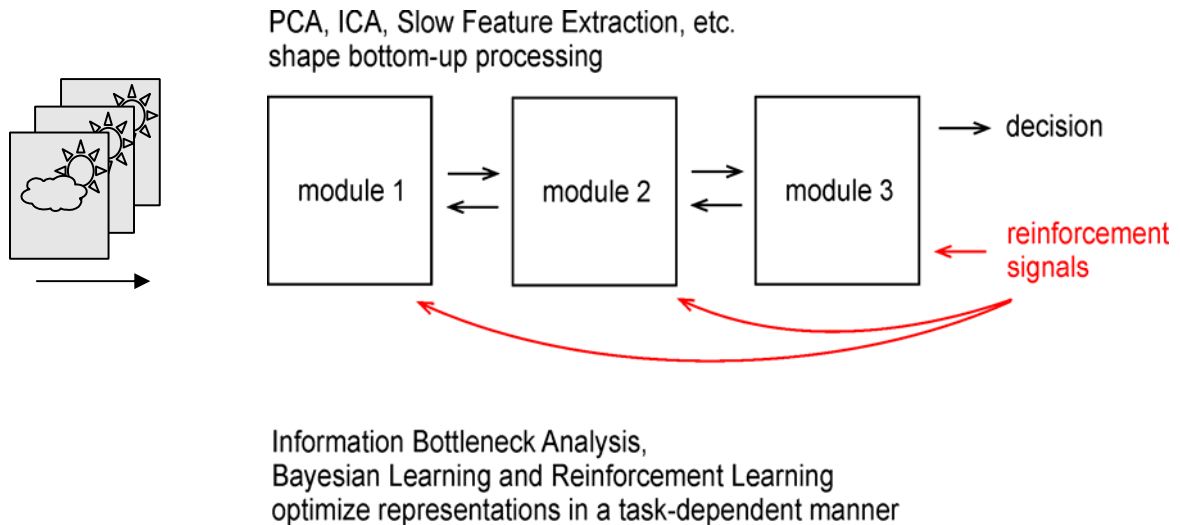 PCA, ICA, Slow Feature Extraction, etc.
shape bottom-up processing
module 1
module 2
module 3
decision
reinforcement
signals
Information Bottleneck Analysis,
Bayesian Learning and Reinforcement Learning
optimize representations in a task-dependent manner